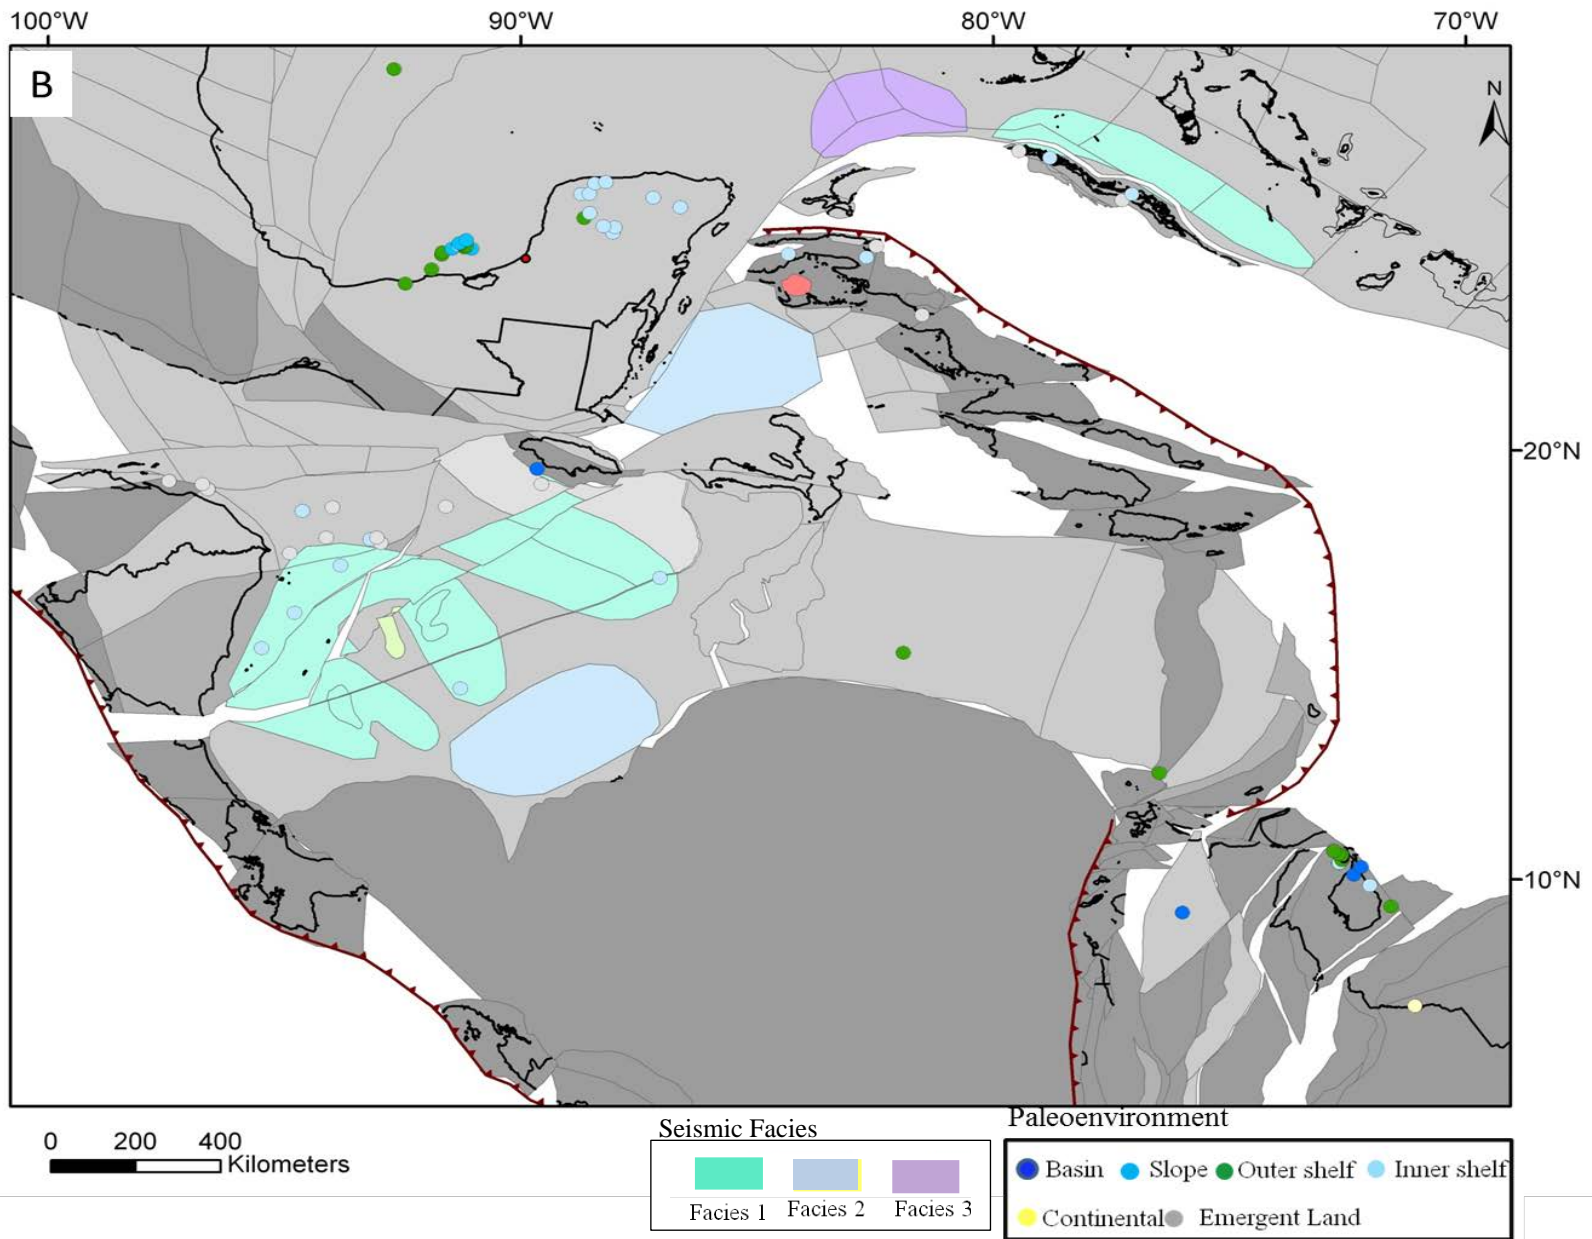 100°W 90°W 80°W 70°W
B
N
20°N
10°N
0 200 400
Kilometers
Seismic Facies
Facies 1 Facies 2 Facies 3
Paleoenvironment
Basin Slope Outer shelf Inner shelf
Continental Emergent Land